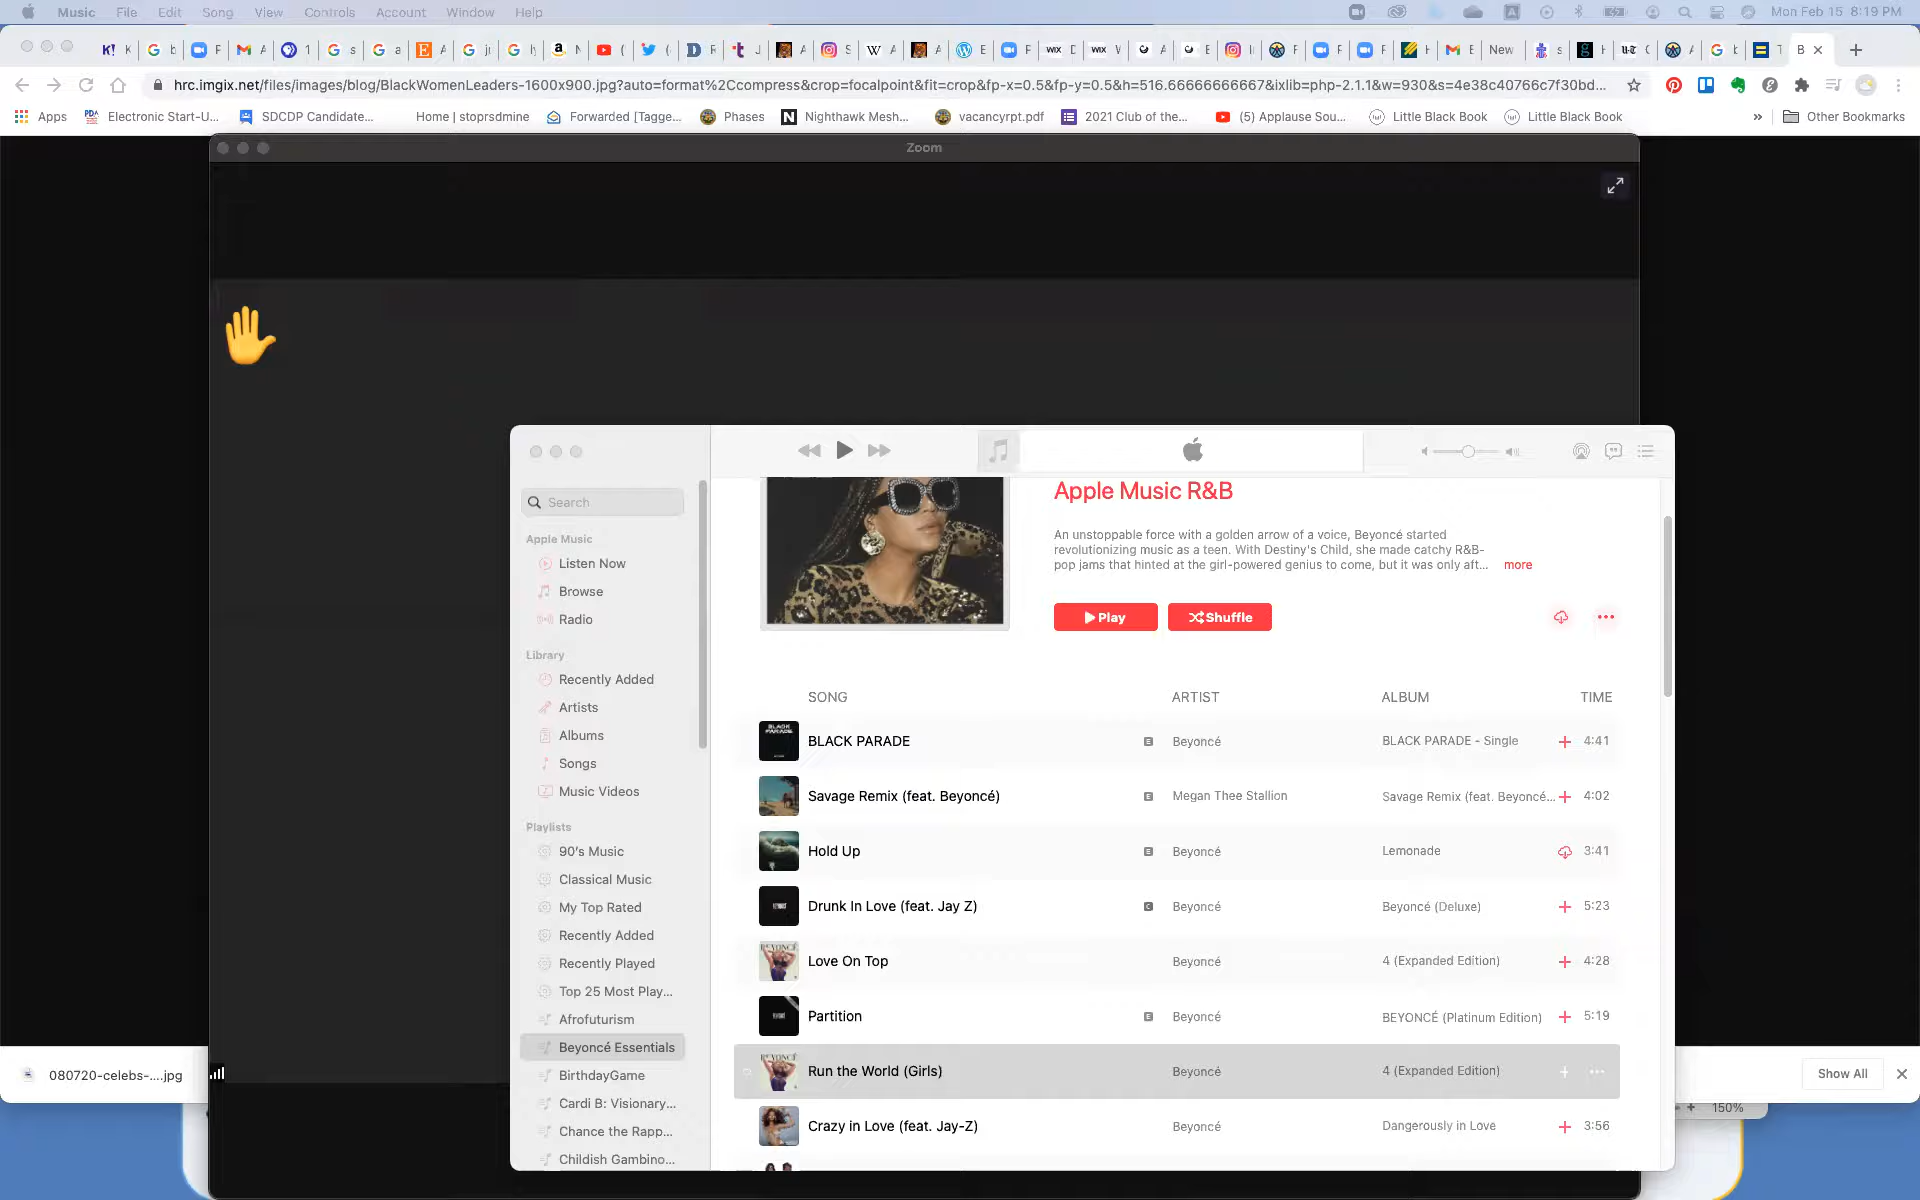 Music File Edit Song View Controls Account Window Help Mon Feb 15 8:19 PM
New
hrc.imgix.net/files/images/blog/BlackWomenLeaders-1600x900.jpg?auto=format%2Ccompress&crop=focalpoint&fit=crop&fp-x=0.5&fp-y=0.5&h=516.66666666667&ixlib=php-2.1.1&w=930&s=4e38c40766c7f30bd...
Apps Electronic Start-U... SDCDP Candidate... Home | stoprsdmine Forwarded [Tagge... Phases Nighthawk Mesh... vacancyrpt.pdf 2021 Club of the... (5) Applause Sou... Little Black Book Little Black Book » Other Bookmarks
Zoom
Search
Apple Music
Listen Now
Browse
Radio
Library
Recently Added
Artists
Albums
Songs
Music Videos
Playlists
90's Music
Classical Music
My Top Rated
Recently Added
Recently Played
Top 25 Most Play...
Afrofuturism
Beyoncé Essentials
BirthdayGame
Cardi B: Visionary...
Chance the Rapp...
Childish Gambino...
Apple Music R&B
An unstoppable force with a golden arrow of a voice, Beyoncé started
revolutionizing music as a teen. With Destiny's Child, she made catchy R&B-
pop jams that hinted at the girl-powered genius to come, but it was only aft... more
Play Shuffle
SONG ARTIST ALBUM TIME
BLACK PARADE E Beyoncé BLACK PARADE - Single 4:41
Savage Remix (feat. Beyoncé) E Megan Thee Stallion Savage Remix (feat. Beyoncé... 4:02
Hold Up E Beyoncé Lemonade 3:41
Drunk In Love (feat. Jay Z) C Beyoncé Beyoncé (Deluxe) 5:23
Love On Top Beyoncé 4 (Expanded Edition) 4:28
Partition E Beyoncé BEYONCÉ (Platinum Edition) 5:19
Run the World (Girls) Beyoncé 4 (Expanded Edition)
Crazy in Love (feat. Jay-Z) Beyoncé Dangerously in Love 3:56
080720-celebs-....jpg
Show All
150%